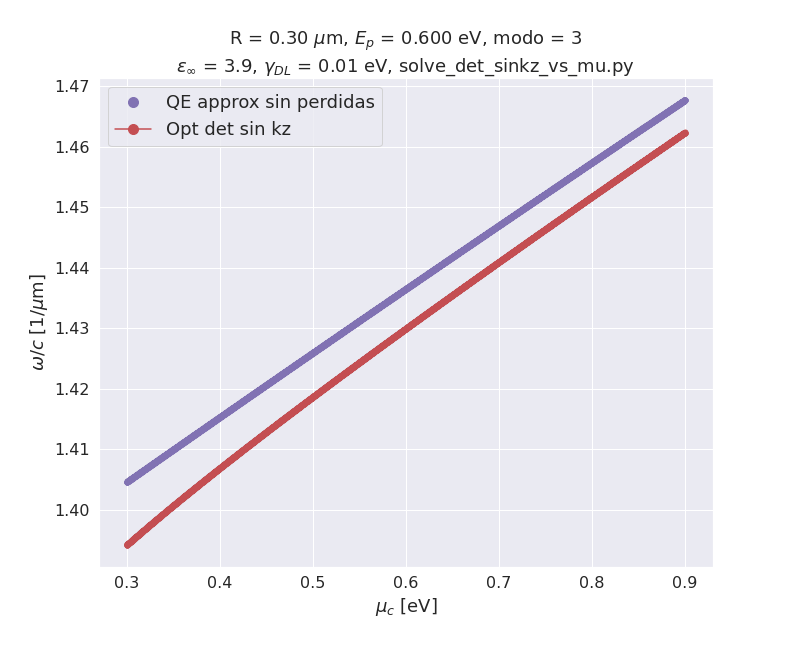 R = 0.30 μm, E_p = 0.600 eV, modo = 3
ε_∞ = 3.9, γ_DL = 0.01 eV, solve_det_sinkz_vs_mu.py
QE approx sin perdidas
Opt det sin kz
1.47
1.46
1.45
1.44
1.43
1.42
1.41
1.40
ω/c [1/μm]
0.3 0.4 0.5 0.6 0.7 0.8 0.9
μ_c [eV]